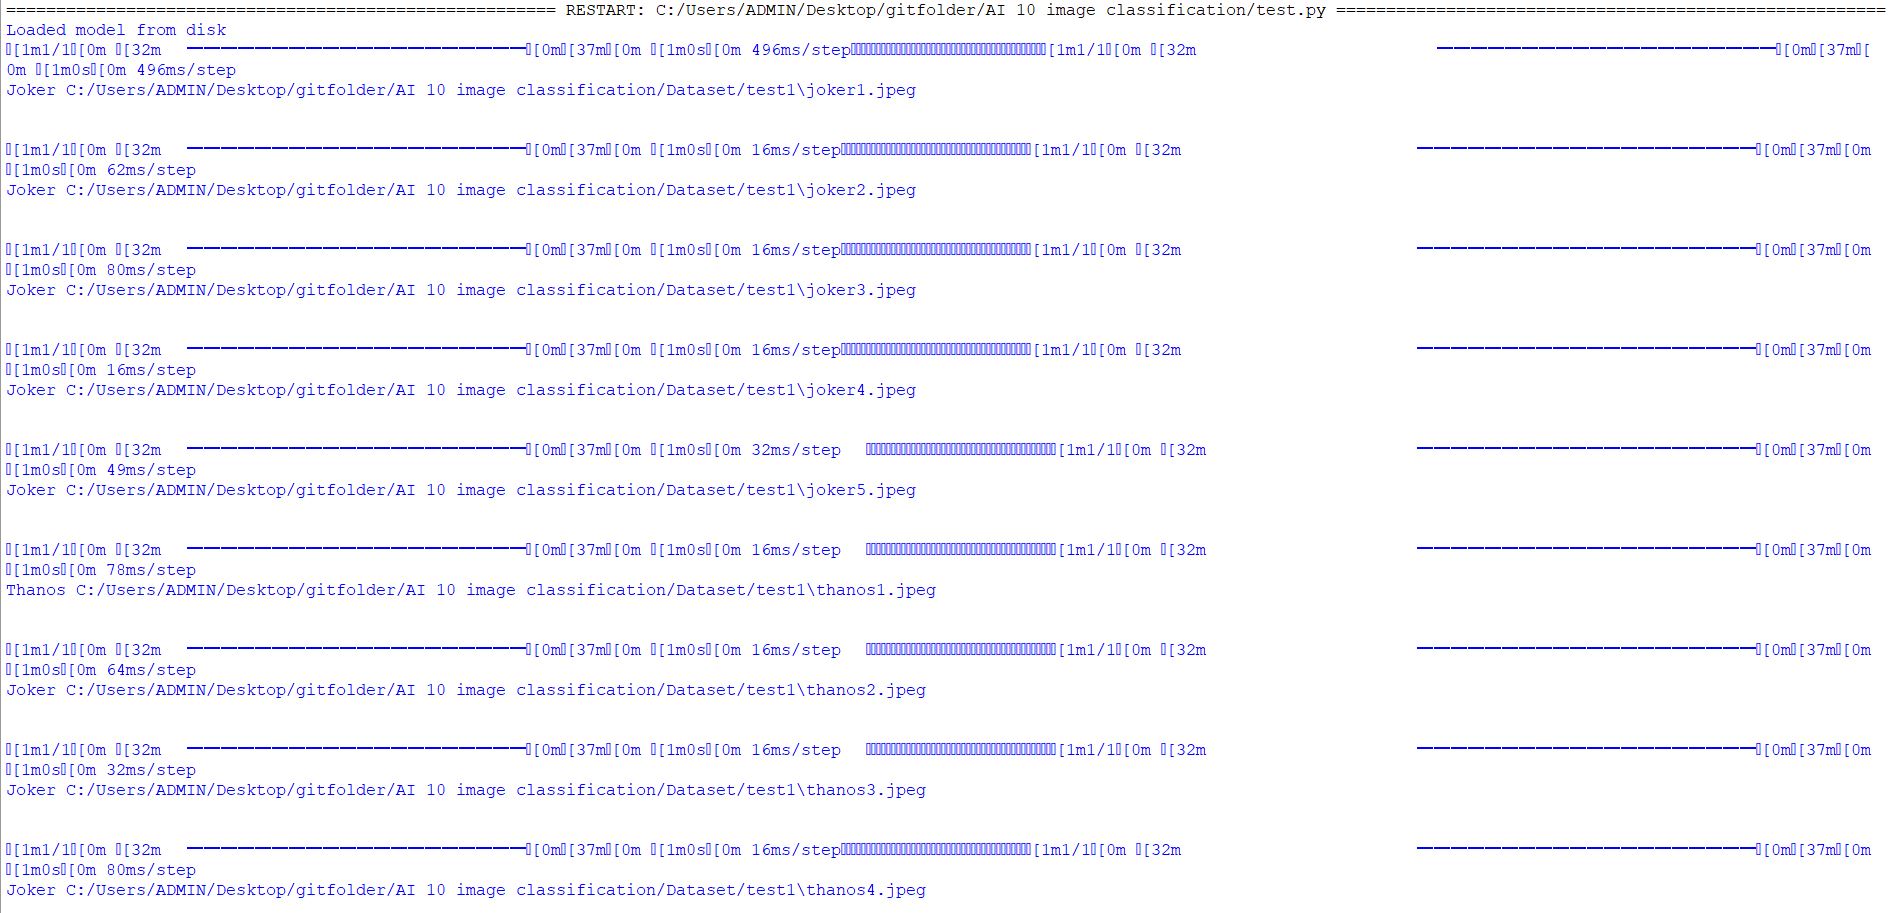 ======================================================= RESTART: C:/Users/ADMIN/Desktop/gitfolder/AI 10 image classification/test.py =======================================================
Loaded model from disk
[1m1/1[0m [32m ━━━━━━━━━━━━━━━━━━━━[0m[37m[0m [1m0s[0m 496ms/step[1m1/1[0m [32m ━━━━━━━━━━━━━━━━━━━━[0m[37m[
0m [1m0s[0m 496ms/step
Joker C:/Users/ADMIN/Desktop/gitfolder/AI 10 image classification/Dataset/test1\joker1.jpeg
[1m1/1[0m [32m ━━━━━━━━━━━━━━━━━━━━[0m[37m[0m [1m0s[0m 16ms/step[1m1/1[0m [32m ━━━━━━━━━━━━━━━━━━━━[0m[37m[0m
[1m0s[0m 62ms/step
Joker C:/Users/ADMIN/Desktop/gitfolder/AI 10 image classification/Dataset/test1\joker2.jpeg
[1m1/1[0m [32m ━━━━━━━━━━━━━━━━━━━━[0m[37m[0m [1m0s[0m 16ms/step[1m1/1[0m [32m ━━━━━━━━━━━━━━━━━━━━[0m[37m[0m
[1m0s[0m 80ms/step
Joker C:/Users/ADMIN/Desktop/gitfolder/AI 10 image classification/Dataset/test1\joker3.jpeg
[1m1/1[0m [32m ━━━━━━━━━━━━━━━━━━━━[0m[37m[0m [1m0s[0m 16ms/step[1m1/1[0m [32m ━━━━━━━━━━━━━━━━━━━━[0m[37m[0m
[1m0s[0m 16ms/step
Joker C:/Users/ADMIN/Desktop/gitfolder/AI 10 image classification/Dataset/test1\joker4.jpeg
[1m1/1[0m [32m ━━━━━━━━━━━━━━━━━━━━[0m[37m[0m [1m0s[0m 32ms/step [1m1/1[0m [32m ━━━━━━━━━━━━━━━━━━━━[0m[37m[0m
[1m0s[0m 49ms/step
Joker C:/Users/ADMIN/Desktop/gitfolder/AI 10 image classification/Dataset/test1\joker5.jpeg
[1m1/1[0m [32m ━━━━━━━━━━━━━━━━━━━━[0m[37m[0m [1m0s[0m 16ms/step [1m1/1[0m [32m ━━━━━━━━━━━━━━━━━━━━[0m[37m[0m
[1m0s[0m 78ms/step
Thanos C:/Users/ADMIN/Desktop/gitfolder/AI 10 image classification/Dataset/test1\thanos1.jpeg
[1m1/1[0m [32m ━━━━━━━━━━━━━━━━━━━━[0m[37m[0m [1m0s[0m 16ms/step [1m1/1[0m [32m ━━━━━━━━━━━━━━━━━━━━[0m[37m[0m
[1m0s[0m 64ms/step
Joker C:/Users/ADMIN/Desktop/gitfolder/AI 10 image classification/Dataset/test1\thanos2.jpeg
[1m1/1[0m [32m ━━━━━━━━━━━━━━━━━━━━[0m[37m[0m [1m0s[0m 16ms/step [1m1/1[0m [32m ━━━━━━━━━━━━━━━━━━━━[0m[37m[0m
[1m0s[0m 32ms/step
Joker C:/Users/ADMIN/Desktop/gitfolder/AI 10 image classification/Dataset/test1\thanos3.jpeg
[1m1/1[0m [32m ━━━━━━━━━━━━━━━━━━━━[0m[37m[0m [1m0s[0m 16ms/step[1m1/1[0m [32m ━━━━━━━━━━━━━━━━━━━━[0m[37m[0m
[1m0s[0m 80ms/step
Joker C:/Users/ADMIN/Desktop/gitfolder/AI 10 image classification/Dataset/test1\thanos4.jpeg